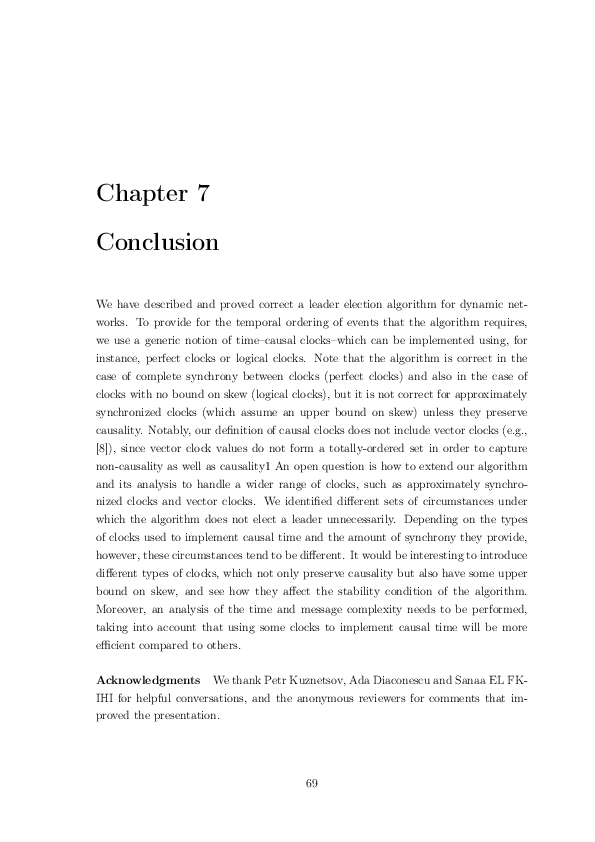 Chapter 7
Conclusion
We have described and proved correct a leader election algorithm for dynamic net-
works. To provide for the temporal ordering of events that the algorithm requires,
we use a generic notion of time–causal clocks–which can be implemented using, for
instance, perfect clocks or logical clocks. Note that the algorithm is correct in the
case of complete synchrony between clocks (perfect clocks) and also in the case of
clocks with no bound on skew (logical clocks), but it is not correct for approximately
synchronized clocks (which assume an upper bound on skew) unless they preserve
causality. Notably, our definition of causal clocks does not include vector clocks (e.g.,
[8]), since vector clock values do not form a totally-ordered set in order to capture
non-causality as well as causality1 An open question is how to extend our algorithm
and its analysis to handle a wider range of clocks, such as approximately synchro-
nized clocks and vector clocks. We identified different sets of circumstances under
which the algorithm does not elect a leader unnecessarily. Depending on the types
of clocks used to implement causal time and the amount of synchrony they provide,
however, these circumstances tend to be different. It would be interesting to introduce
different types of clocks, which not only preserve causality but also have some upper
bound on skew, and see how they affect the stability condition of the algorithm.
Moreover, an analysis of the time and message complexity needs to be performed,
taking into account that using some clocks to implement causal time will be more
efficient compared to others.
Acknowledgments We thank Petr Kuznetsov, Ada Diaconescu and Sanaa EL FK-
IHI for helpful conversations, and the anonymous reviewers for comments that im-
proved the presentation.
69